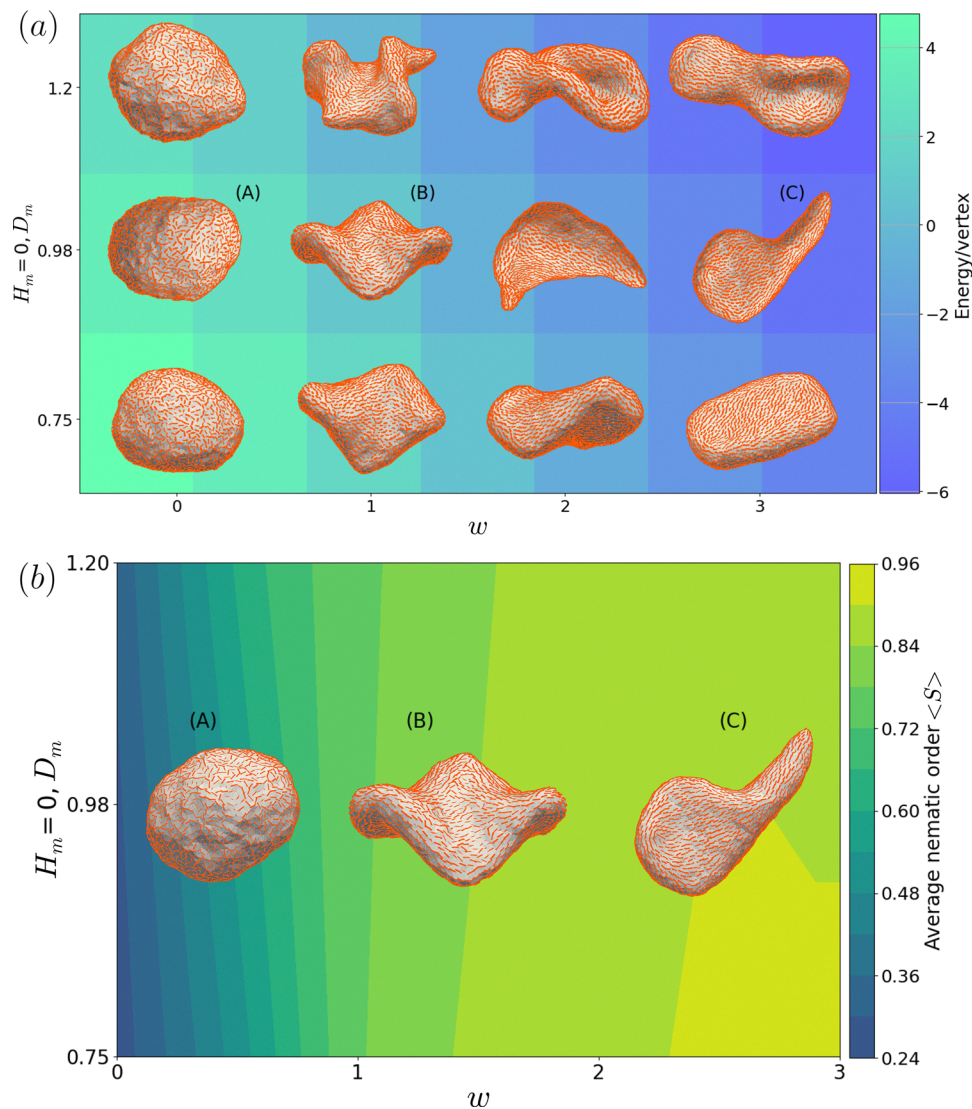 (a)
1.2
0.98
0.75
H_m = 0, D_m
(A)
(B)
(C)
0
1
2
3
w
4
2
0
−2
−4
−6
Energy/vertex
(b)
1.20
0.98
0.75
H_m = 0, D_m
(A)
(B)
(C)
0
1
2
3
w
0.96
0.84
0.72
0.60
0.48
0.36
0.24
Average nematic order <S>